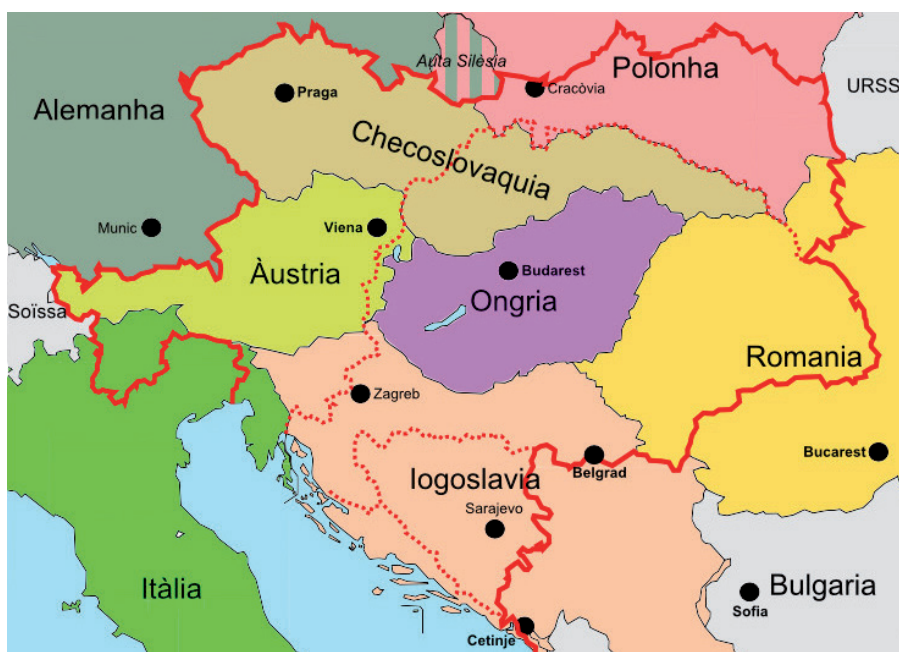 Auta Silèsia
Polonha
URSS
Praga
Cracòvia
Alemanha
Checoslovaquia
Munic
Viena
Àustria
Budarest
Soïssa
Ongria
Romania
Zagreb
Bucarest
Belgrad
Iogoslavia
Sarajevo
Itàlia
Bulgaria
Sofia
Cetinje